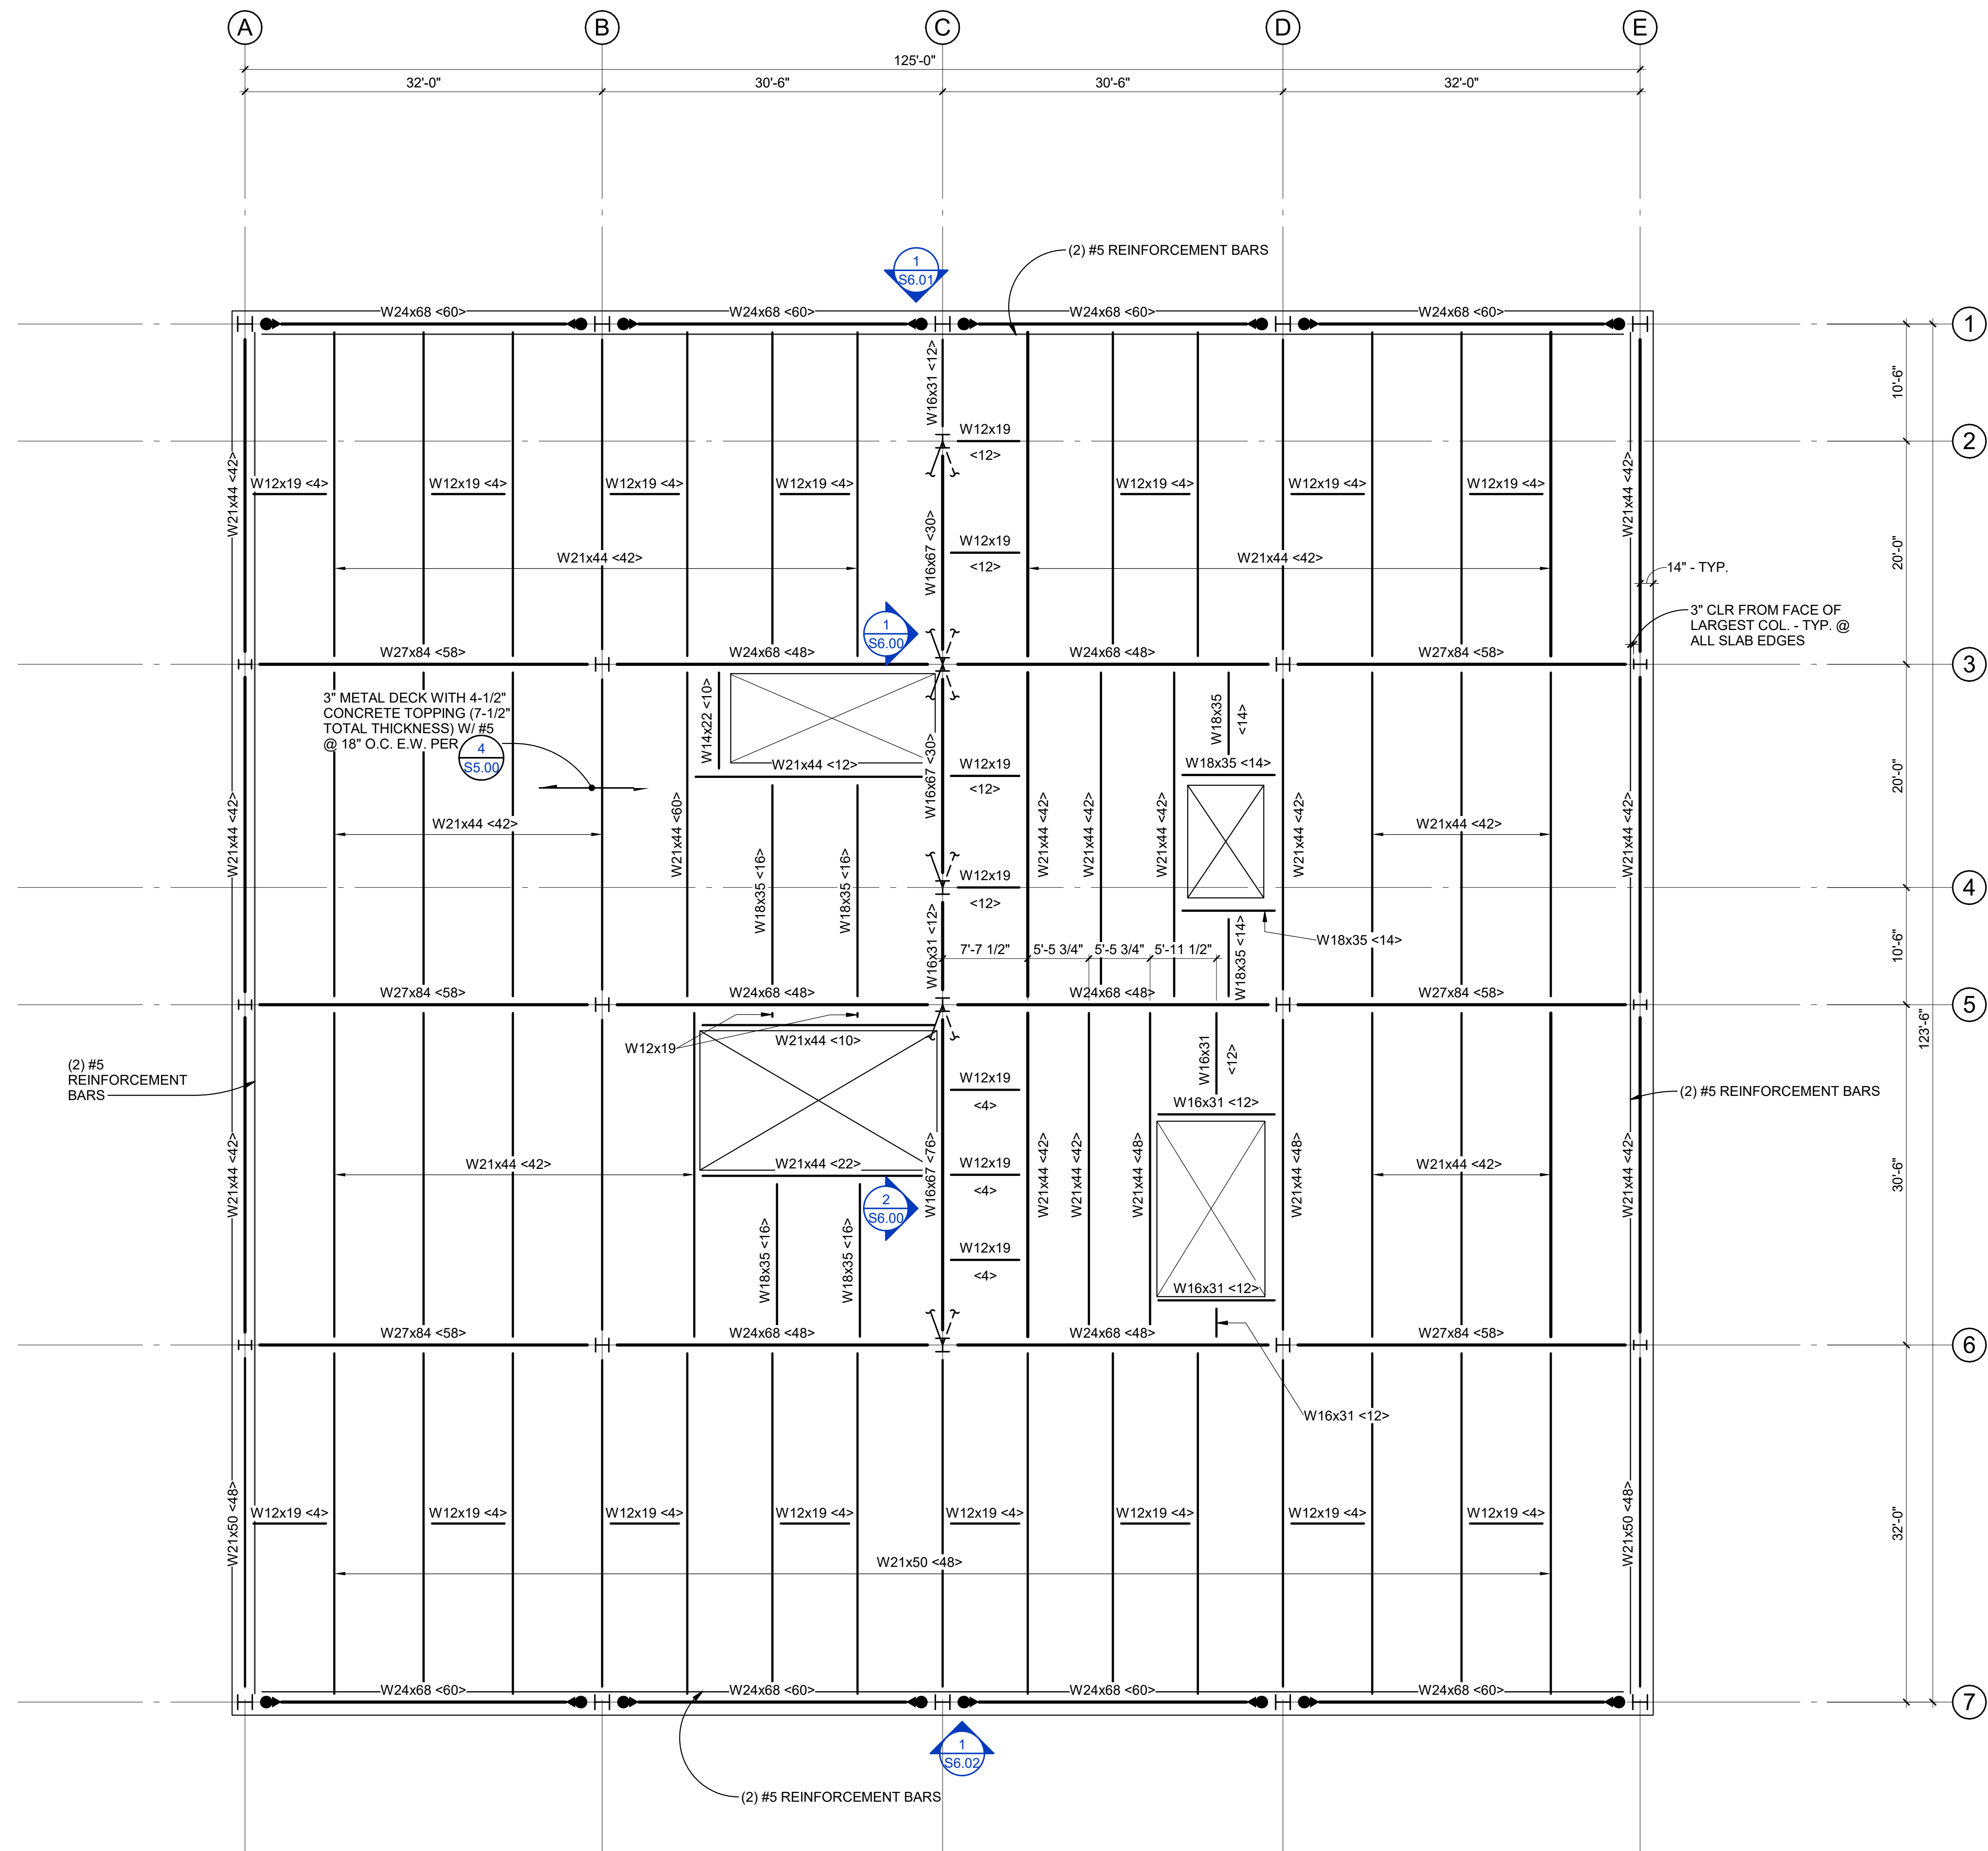 A
B
C
D
E
125'-0"
32'-0"
30'-6"
30'-6"
32'-0"
(2) #5 REINFORCEMENT BARS
1
S6.01
W24x68 <60>
W24x68 <60>
W24x68 <60>
W24x68 <60>
1
10'-6"
W16x31 <12>
W12x19
<12>
2
W21x44 <42>
W12x19 <4>
W12x19 <4>
W12x19 <4>
W12x19 <4>
W12x19 <4>
W12x19 <4>
W12x19 <4>
W21x44 <42>
W16x67 <30>
W12x19
<12>
W21x44 <42>
W21x44 <42>
20'-0"
14" - TYP.
3" CLR FROM FACE OF
LARGEST COL. - TYP. @
ALL SLAB EDGES
1
S6.00
W27x84 <58>
W24x68 <48>
W24x68 <48>
W27x84 <58>
3
3" METAL DECK WITH 4-1/2"
CONCRETE TOPPING (7-1/2"
TOTAL THICKNESS) W/ #5
@ 18" O.C. E.W. PER
4
S5.00
W14x22 <10>
W21x44 <12>
W16x67 <30>
W12x19
<12>
W18x35
<14>
W18x35 <14>
20'-0"
W21x44 <42>
W21x44 <42>
W21x44 <60>
W18x35 <16>
W18x35 <16>
W21x44 <42>
W21x44 <42>
W21x44 <42>
W21x44 <42>
W21x44 <42>
W21x44 <42>
W12x19
<12>
4
W16x31 <12>
W18x35 <14>
W18x35 <14>
7'-7 1/2"
5'-5 3/4"
5'-5 3/4"
5'-11 1/2"
10'-6"
W27x84 <58>
W24x68 <48>
W24x68 <48>
W27x84 <58>
5
123'-6"
W12x19
W21x44 <10>
W16x31
<12>
(2) #5
REINFORCEMENT
BARS
W12x19
<4>
W16x31 <12>
(2) #5 REINFORCEMENT BARS
W21x44 <42>
W21x44 <42>
W21x44 <22>
W16x67 <76>
W12x19
<4>
W21x44 <42>
W21x44 <42>
W21x44 <48>
W21x44 <48>
W21x44 <42>
W21x44 <42>
30'-6"
2
S6.00
W18x35 <16>
W18x35 <16>
W12x19
<4>
W16x31 <12>
W27x84 <58>
W24x68 <48>
W24x68 <48>
W27x84 <58>
6
W16x31 <12>
W21x50 <48>
W12x19 <4>
W12x19 <4>
W12x19 <4>
W12x19 <4>
W12x19 <4>
W12x19 <4>
W12x19 <4>
W12x19 <4>
W21x50 <48>
W21x50 <48>
32'-0"
W24x68 <60>
W24x68 <60>
W24x68 <60>
W24x68 <60>
7
1
S6.02
(2) #5 REINFORCEMENT BARS